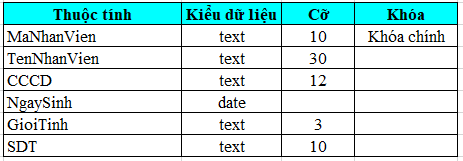 Thuộc tính Kiểu dữ liệu Cỡ Khóa
MaNhanVien text 10 Khóa chính
TenNhanVien text 30
CCCD text 12
NgaySinh date
GioiTinh text 3
SDT text 10